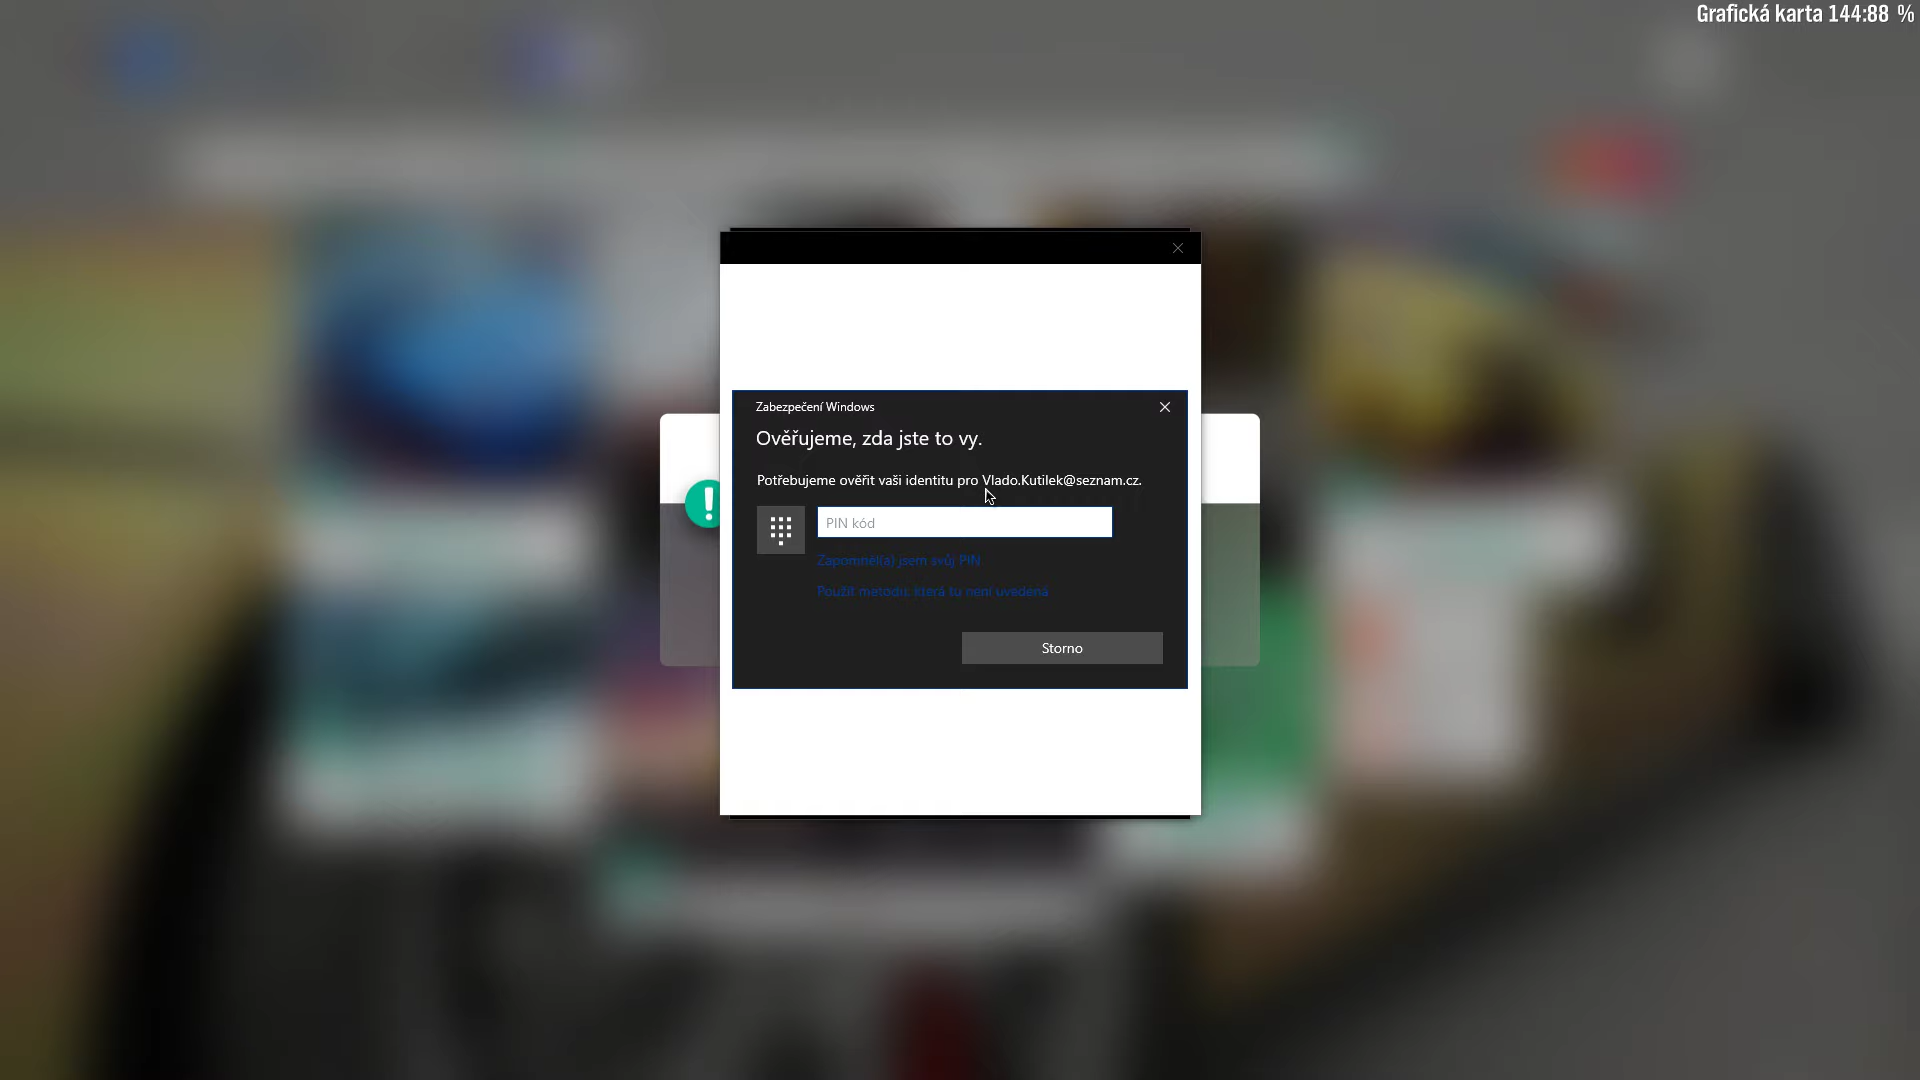 Grafická karta 144:88 %
Zabezpečení Windows
Ověřujeme, zda jste to vy.
Potřebujeme ověřit vaši identitu pro Vlado.Kutilek@seznam.cz.
PIN kód
Zapomněl(a) jsem svůj PIN
Použít metodu, která tu není uvedená
Storno